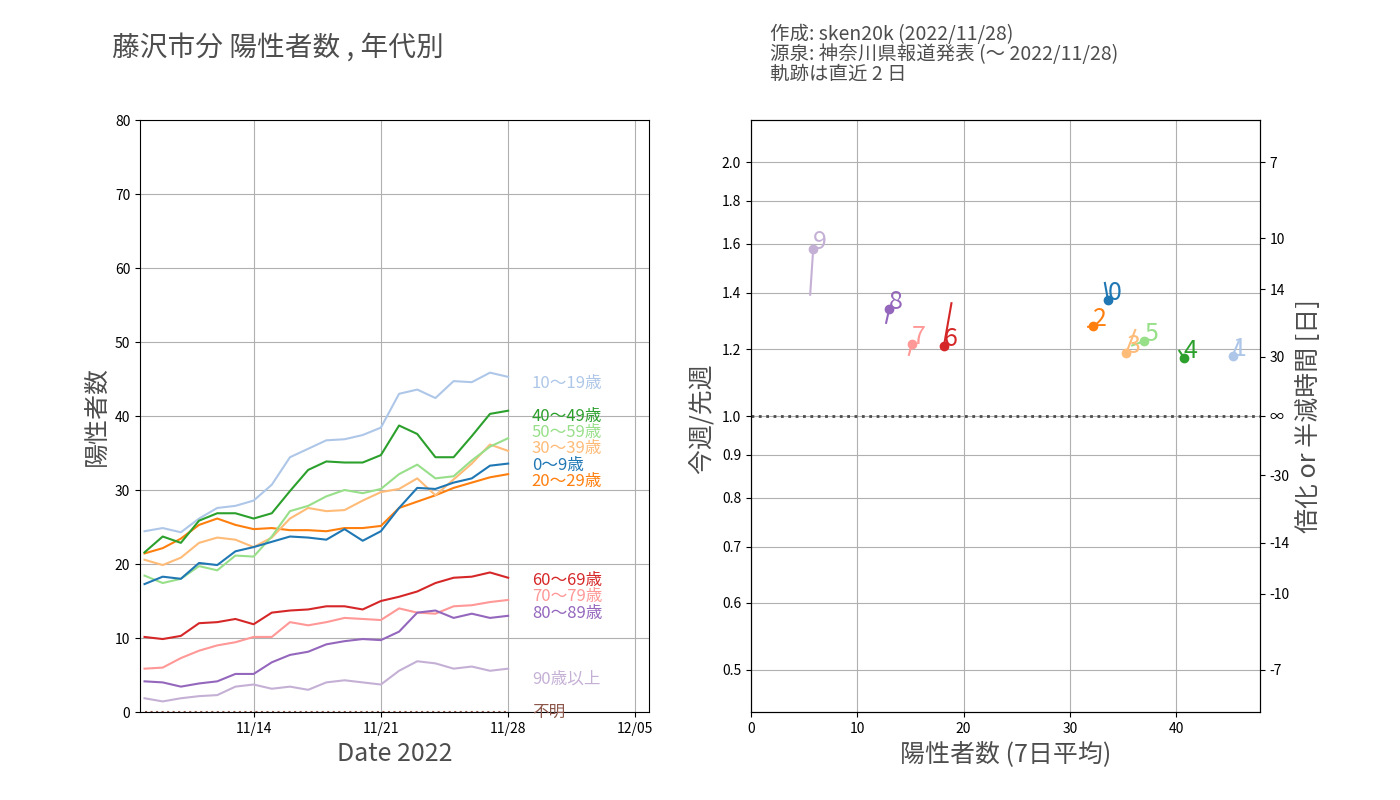 藤沢市分 陽性者数 , 年代別
作成: sken20k (2022/11/28)
源泉: 神奈川県報道発表 (〜 2022/11/28)
軌跡は直近 2 日
陽性者数
80
70
60
50
40
30
20
10
0
10〜19歳
40〜49歳
50〜59歳
30〜39歳
0〜9歳
20〜29歳
60〜69歳
70〜79歳
80〜89歳
90歳以上
不明
11/14
11/21
11/28
12/05
Date 2022
今週/先週
2.0
1.8
1.6
1.4
1.2
1.0
0.9
0.8
0.7
0.6
0.5
9
8
7
6
0
2
3
5
4
1
7
10
14
30
∞
-30
-14
-10
-7
倍化 or 半減時間 [日]
0
10
20
30
40
陽性者数 (7日平均)